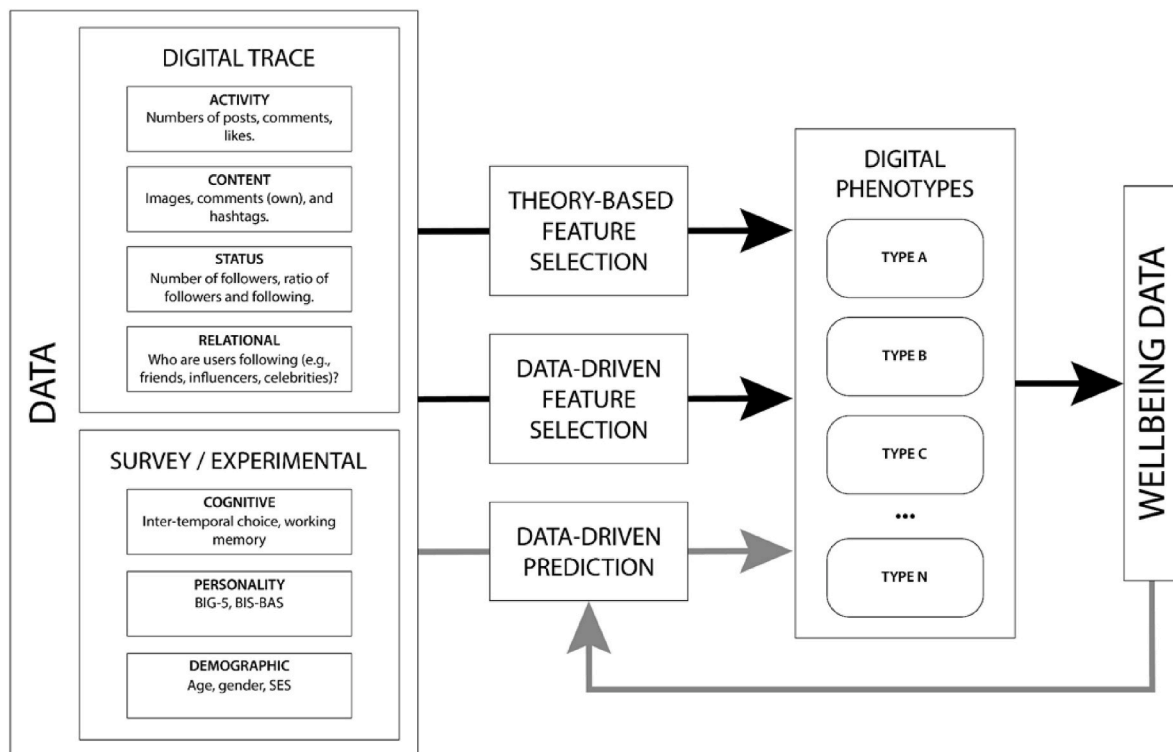 DATA
DIGITAL TRACE
ACTIVITY
Numbers of posts, comments,
likes.
CONTENT
Images, comments (own), and
hashtags.
STATUS
Number of followers, ratio of
followers and following.
RELATIONAL
Who are users following (e.g.,
friends, influencers, celebrities)?
SURVEY / EXPERIMENTAL
COGNITIVE
Inter-temporal choice, working
memory
PERSONALITY
BIG-5, BIS-BAS
DEMOGRAPHIC
Age, gender, SES
THEORY-BASED
FEATURE
SELECTION
DATA-DRIVEN
FEATURE
SELECTION
DATA-DRIVEN
PREDICTION
DIGITAL
PHENOTYPES
TYPE A
TYPE B
TYPE C
...
TYPE N
WELLBEING DATA